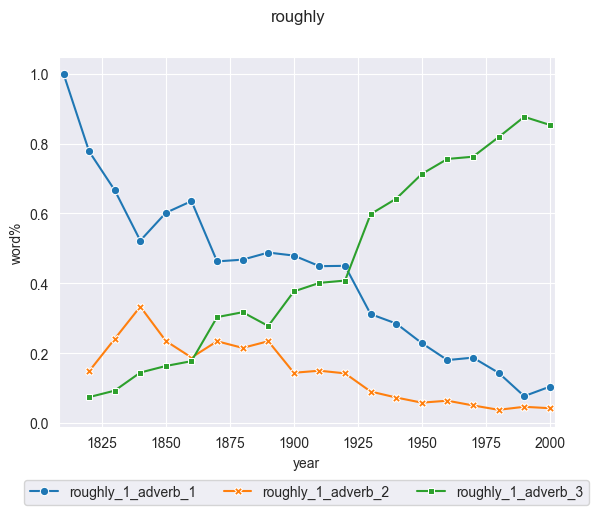 roughly
1.0
0.8
0.6
0.4
0.2
0.0
word%
1825 1850 1875 1900 1925 1950 1975 2000
year
roughly_1_adverb_1 roughly_1_adverb_2 roughly_1_adverb_3